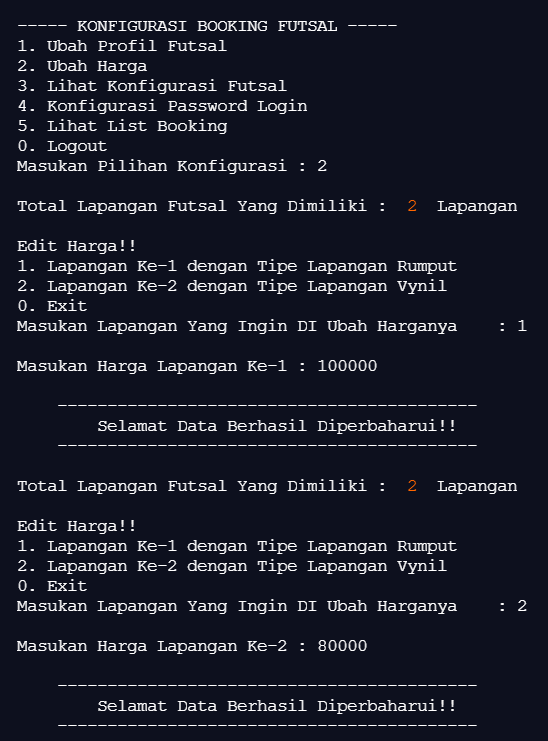 ----- KONFIGURASI BOOKING FUTSAL -----
1. Ubah Profil Futsal
2. Ubah Harga
3. Lihat Konfigurasi Futsal
4. Konfigurasi Password Login
5. Lihat List Booking
0. Logout
Masukan Pilihan Konfigurasi : 2
Total Lapangan Futsal Yang Dimiliki :  2  Lapangan
Edit Harga!!
1. Lapangan Ke-1 dengan Tipe Lapangan Rumput
2. Lapangan Ke-2 dengan Tipe Lapangan Vynil
0. Exit
Masukan Lapangan Yang Ingin DI Ubah Harganya    : 1
Masukan Harga Lapangan Ke-1 : 100000
------------------------------------------
Selamat Data Berhasil Diperbaharui!!
------------------------------------------
Total Lapangan Futsal Yang Dimiliki :  2  Lapangan
Edit Harga!!
1. Lapangan Ke-1 dengan Tipe Lapangan Rumput
2. Lapangan Ke-2 dengan Tipe Lapangan Vynil
0. Exit
Masukan Lapangan Yang Ingin DI Ubah Harganya    : 2
Masukan Harga Lapangan Ke-2 : 80000
------------------------------------------
Selamat Data Berhasil Diperbaharui!!
------------------------------------------